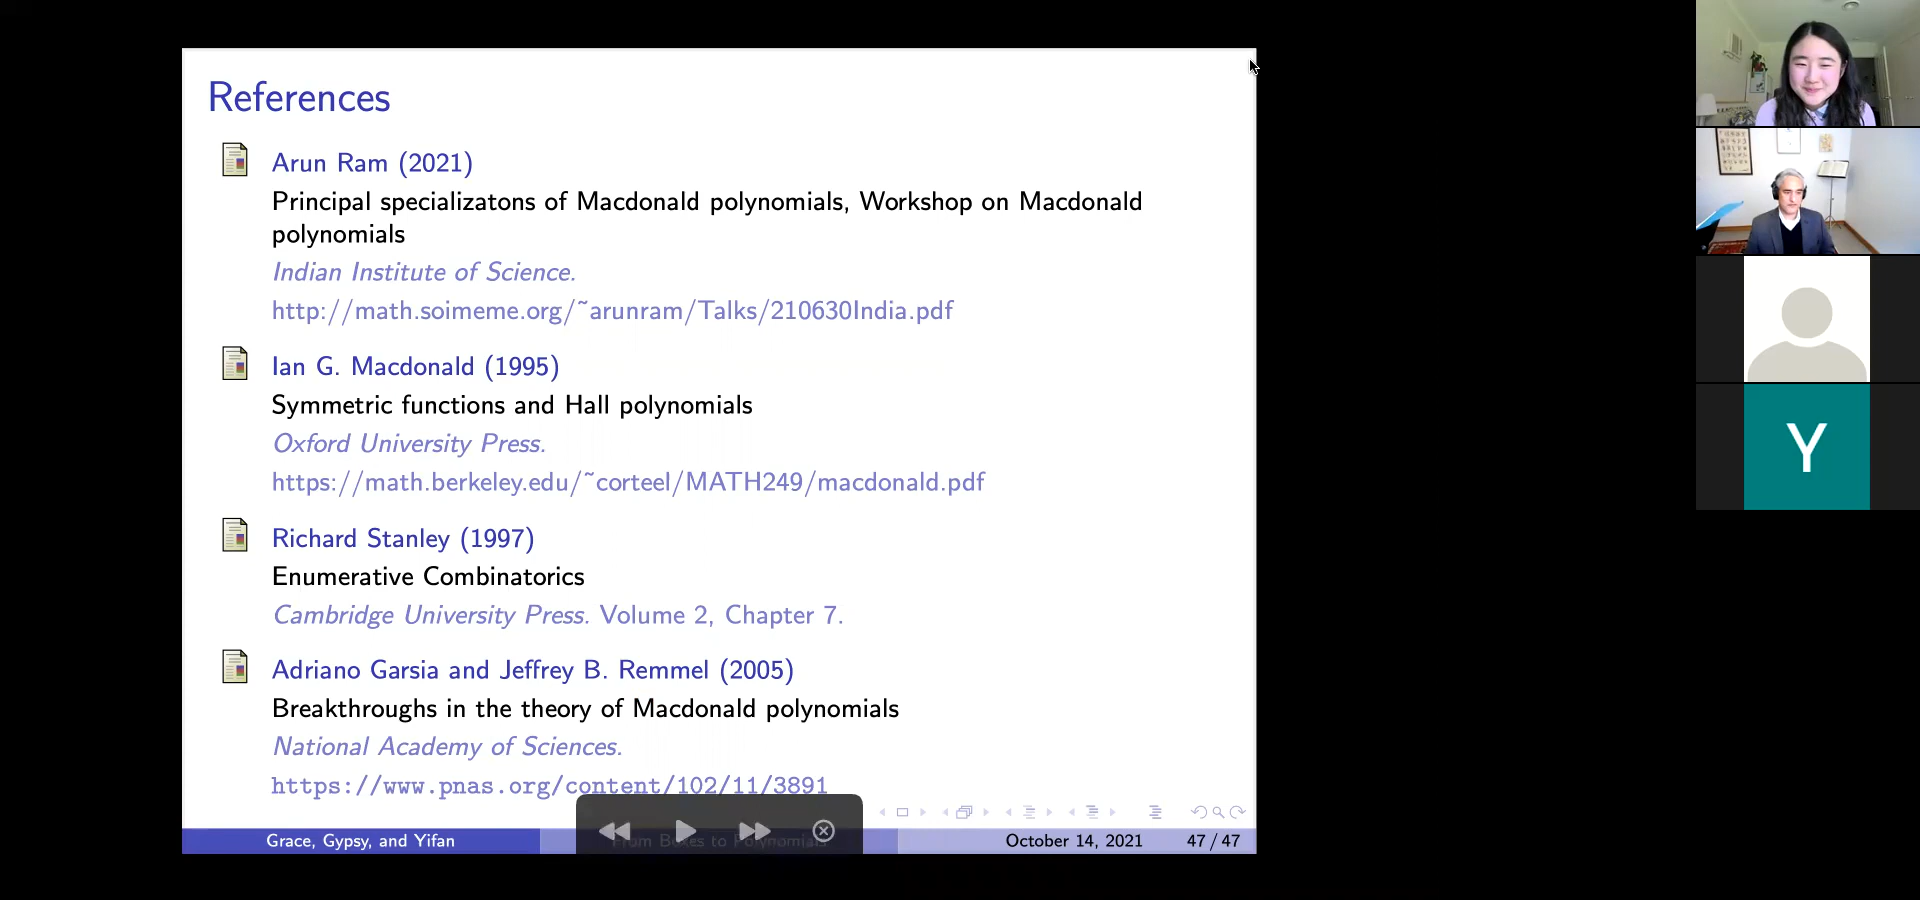 References
Arun Ram (2021)
Principal specializatons of Macdonald polynomials, Workshop on Macdonald
polynomials
Indian Institute of Science.
http://math.soimeme.org/~arunram/Talks/210630India.pdf
Ian G. Macdonald (1995)
Symmetric functions and Hall polynomials
Oxford University Press.
https://math.berkeley.edu/~corteel/MATH249/macdonald.pdf
Richard Stanley (1997)
Enumerative Combinatorics
Cambridge University Press. Volume 2, Chapter 7.
Adriano Garsia and Jeffrey B. Remmel (2005)
Breakthroughs in the theory of Macdonald polynomials
National Academy of Sciences.
https://www.pnas.org/content/102/11/3891
Grace, Gypsy, and Yifan
From Boxes to Polynomials
October 14, 2021
47 / 47
Y